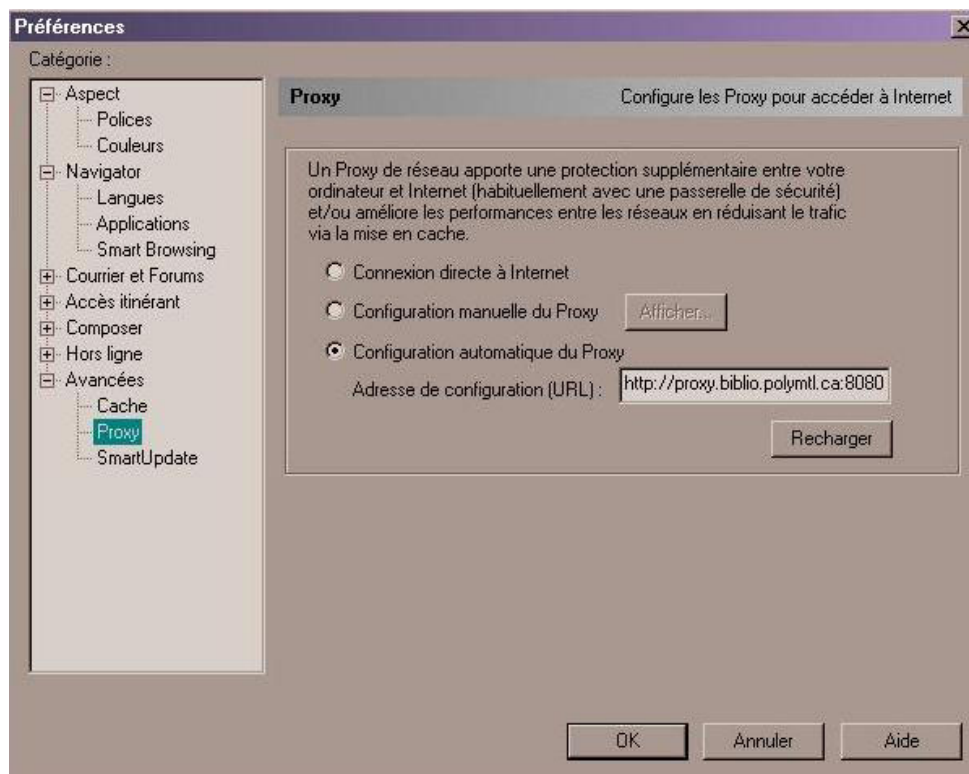 Préférences
Catégorie :
Aspect
Polices
Couleurs
Navigator
Langues
Applications
Smart Browsing
Courrier et Forums
Accès itinérant
Composer
Hors ligne
Avancées
Cache
Proxy
SmartUpdate
Proxy Configure les Proxy pour accéder à Internet
Un Proxy de réseau apporte une protection supplémentaire entre votre
ordinateur et Internet (habituellement avec une passerelle de sécurité)
et/ou améliore les performances entre les réseaux en réduisant le trafic
via la mise en cache.
Connexion directe à Internet
Configuration manuelle du Proxy Afficher...
Configuration automatique du Proxy
Adresse de configuration (URL) : http://proxy.biblio.polymtl.ca:8080
Recharger
OK Annuler Aide